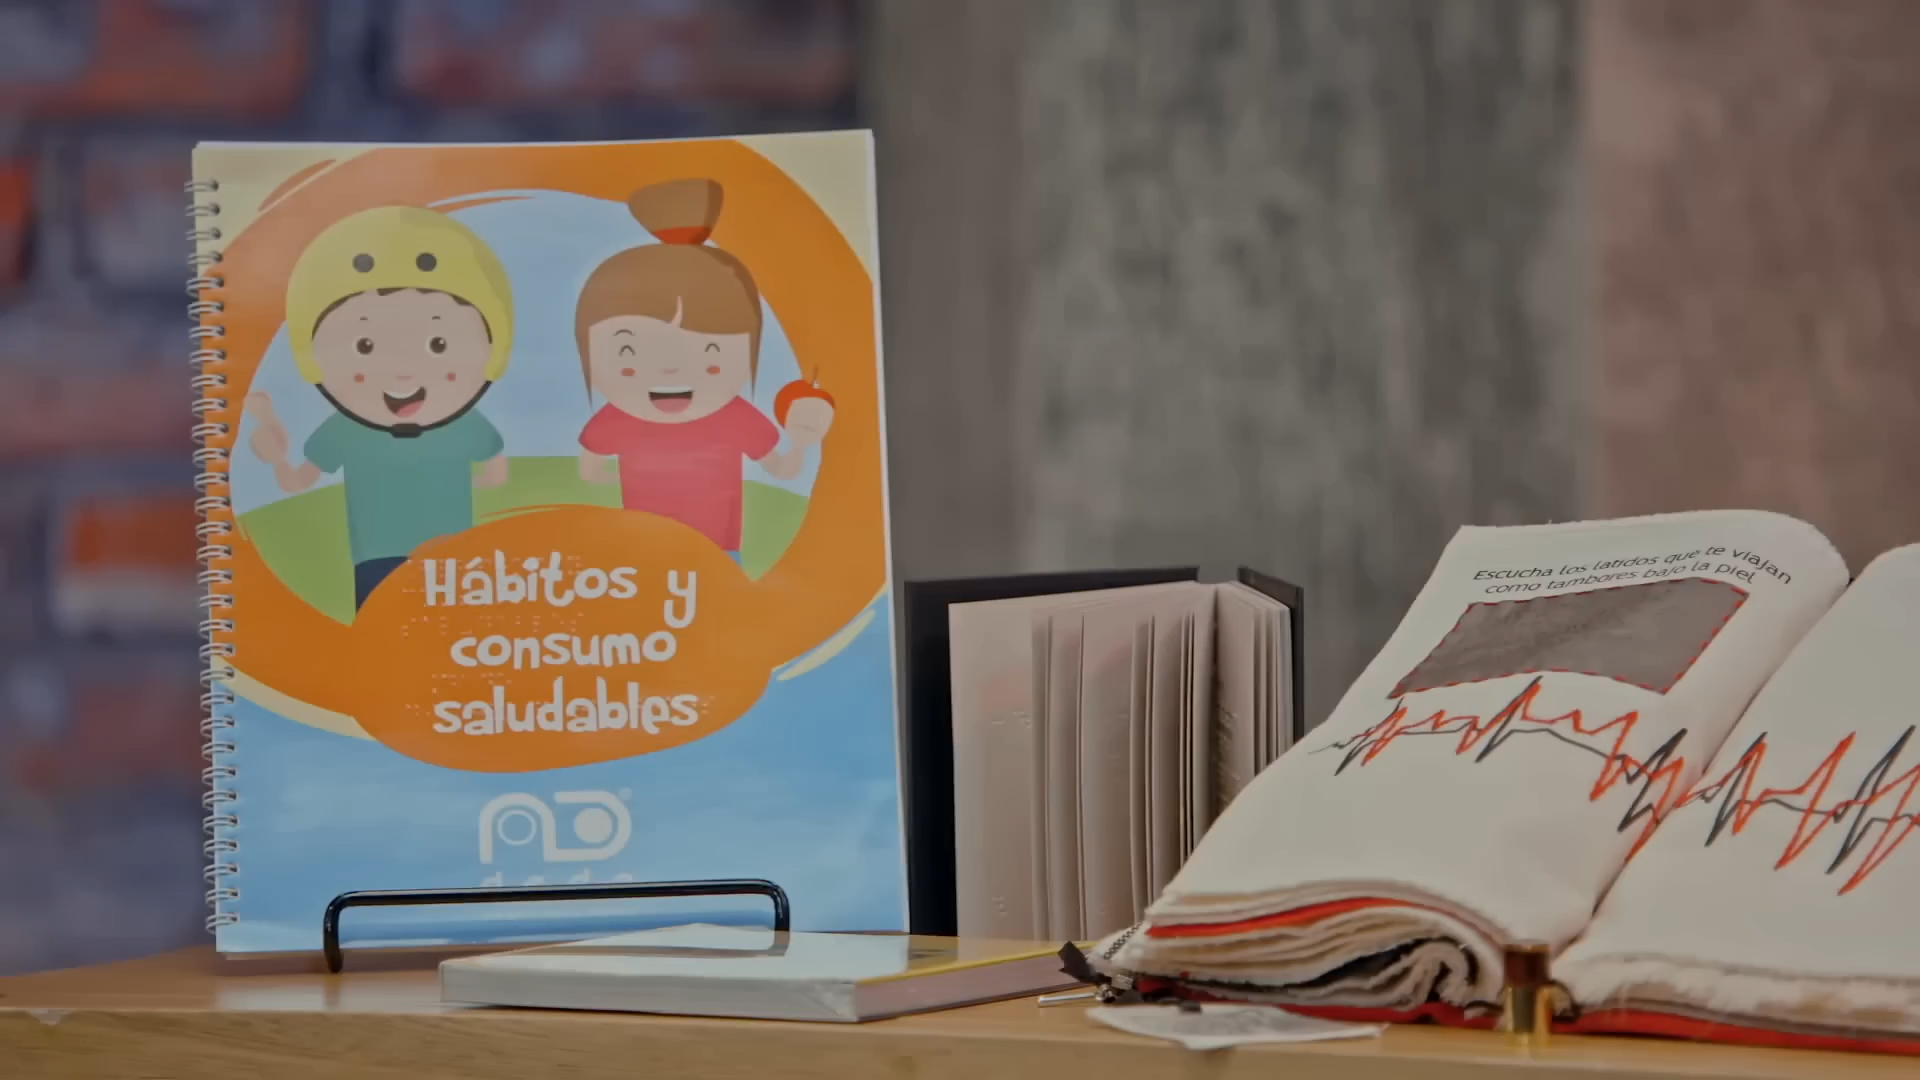 Hábitos y
consumo
saludables
Escucha los latidos que te viajan
como tambores bajo la piel